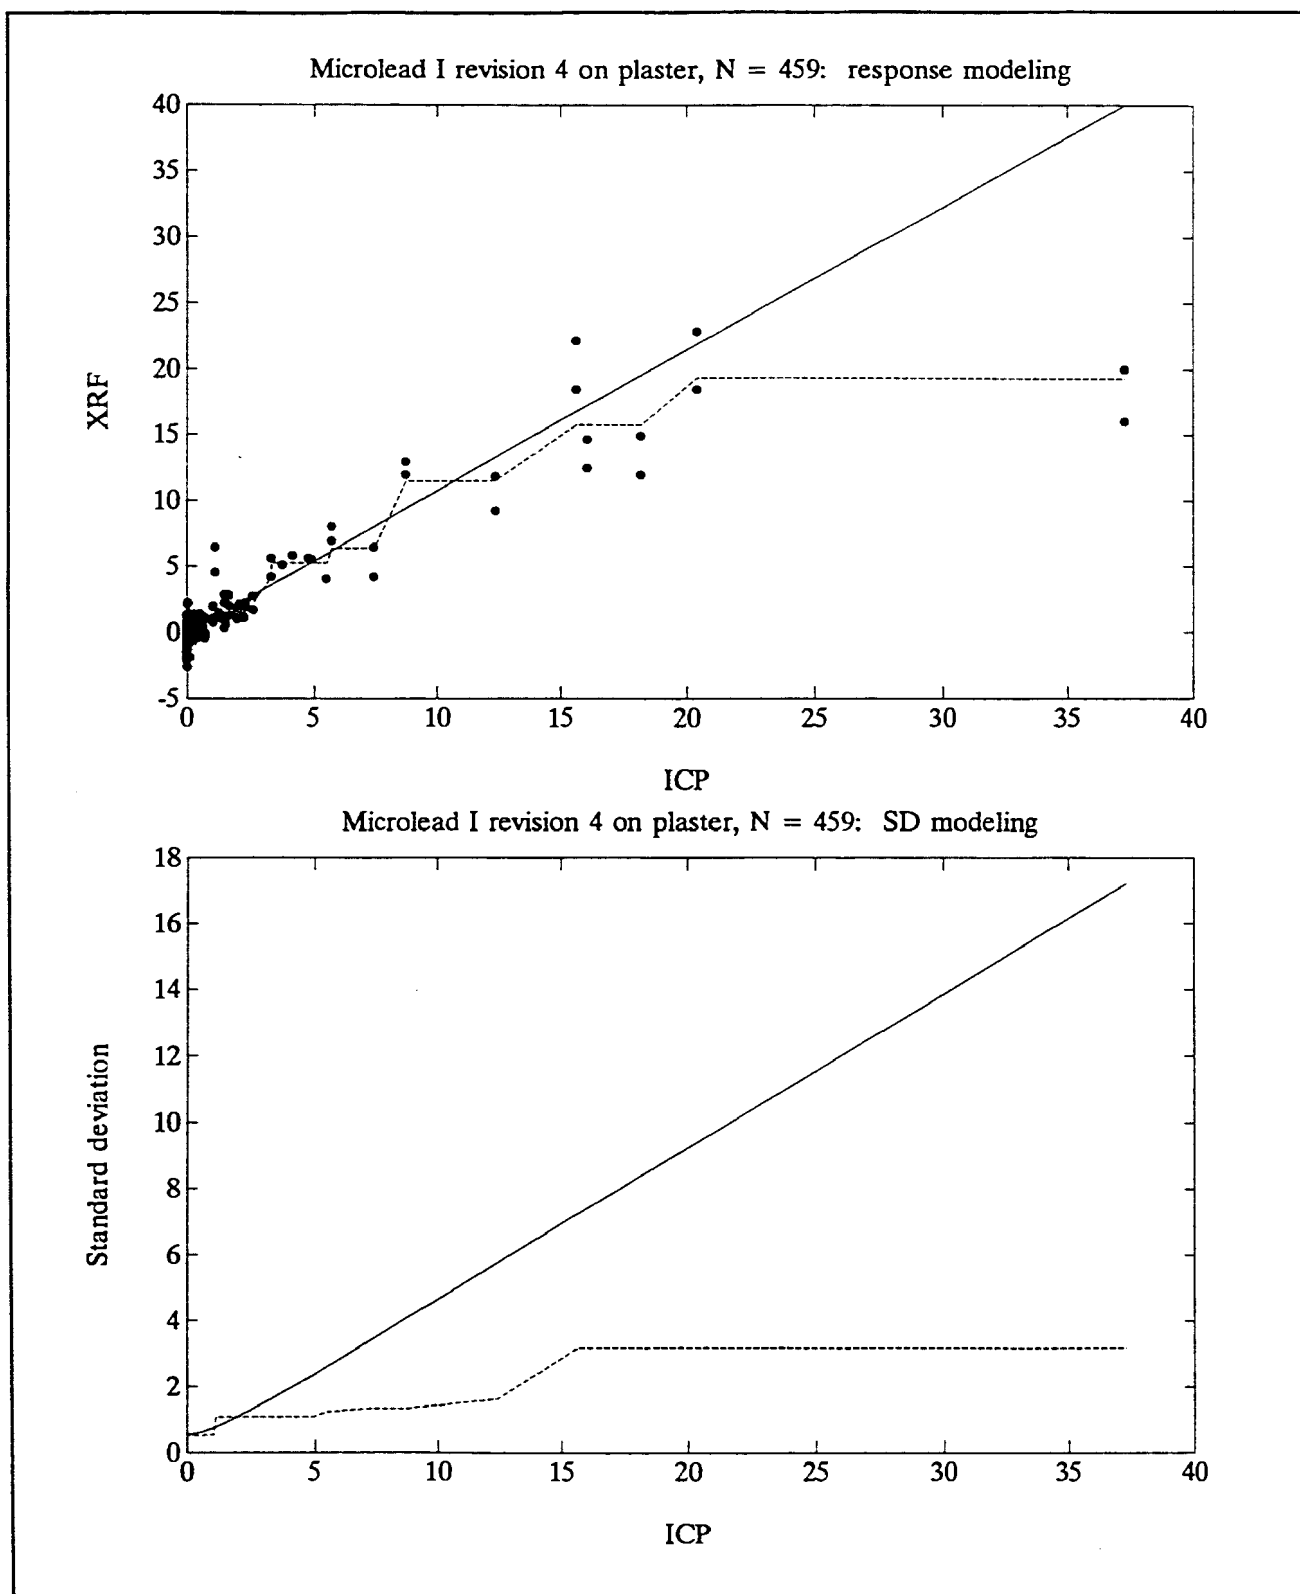 Microlead I revision 4 on plaster, N = 459: response modeling
40
35
30
25
20
15
10
5
0
-5
XRF
0 5 10 15 20 25 30 35 40
ICP
Microlead I revision 4 on plaster, N = 459: SD modeling
18
16
14
12
10
8
6
4
2
0
Standard deviation
0 5 10 15 20 25 30 35 40
ICP